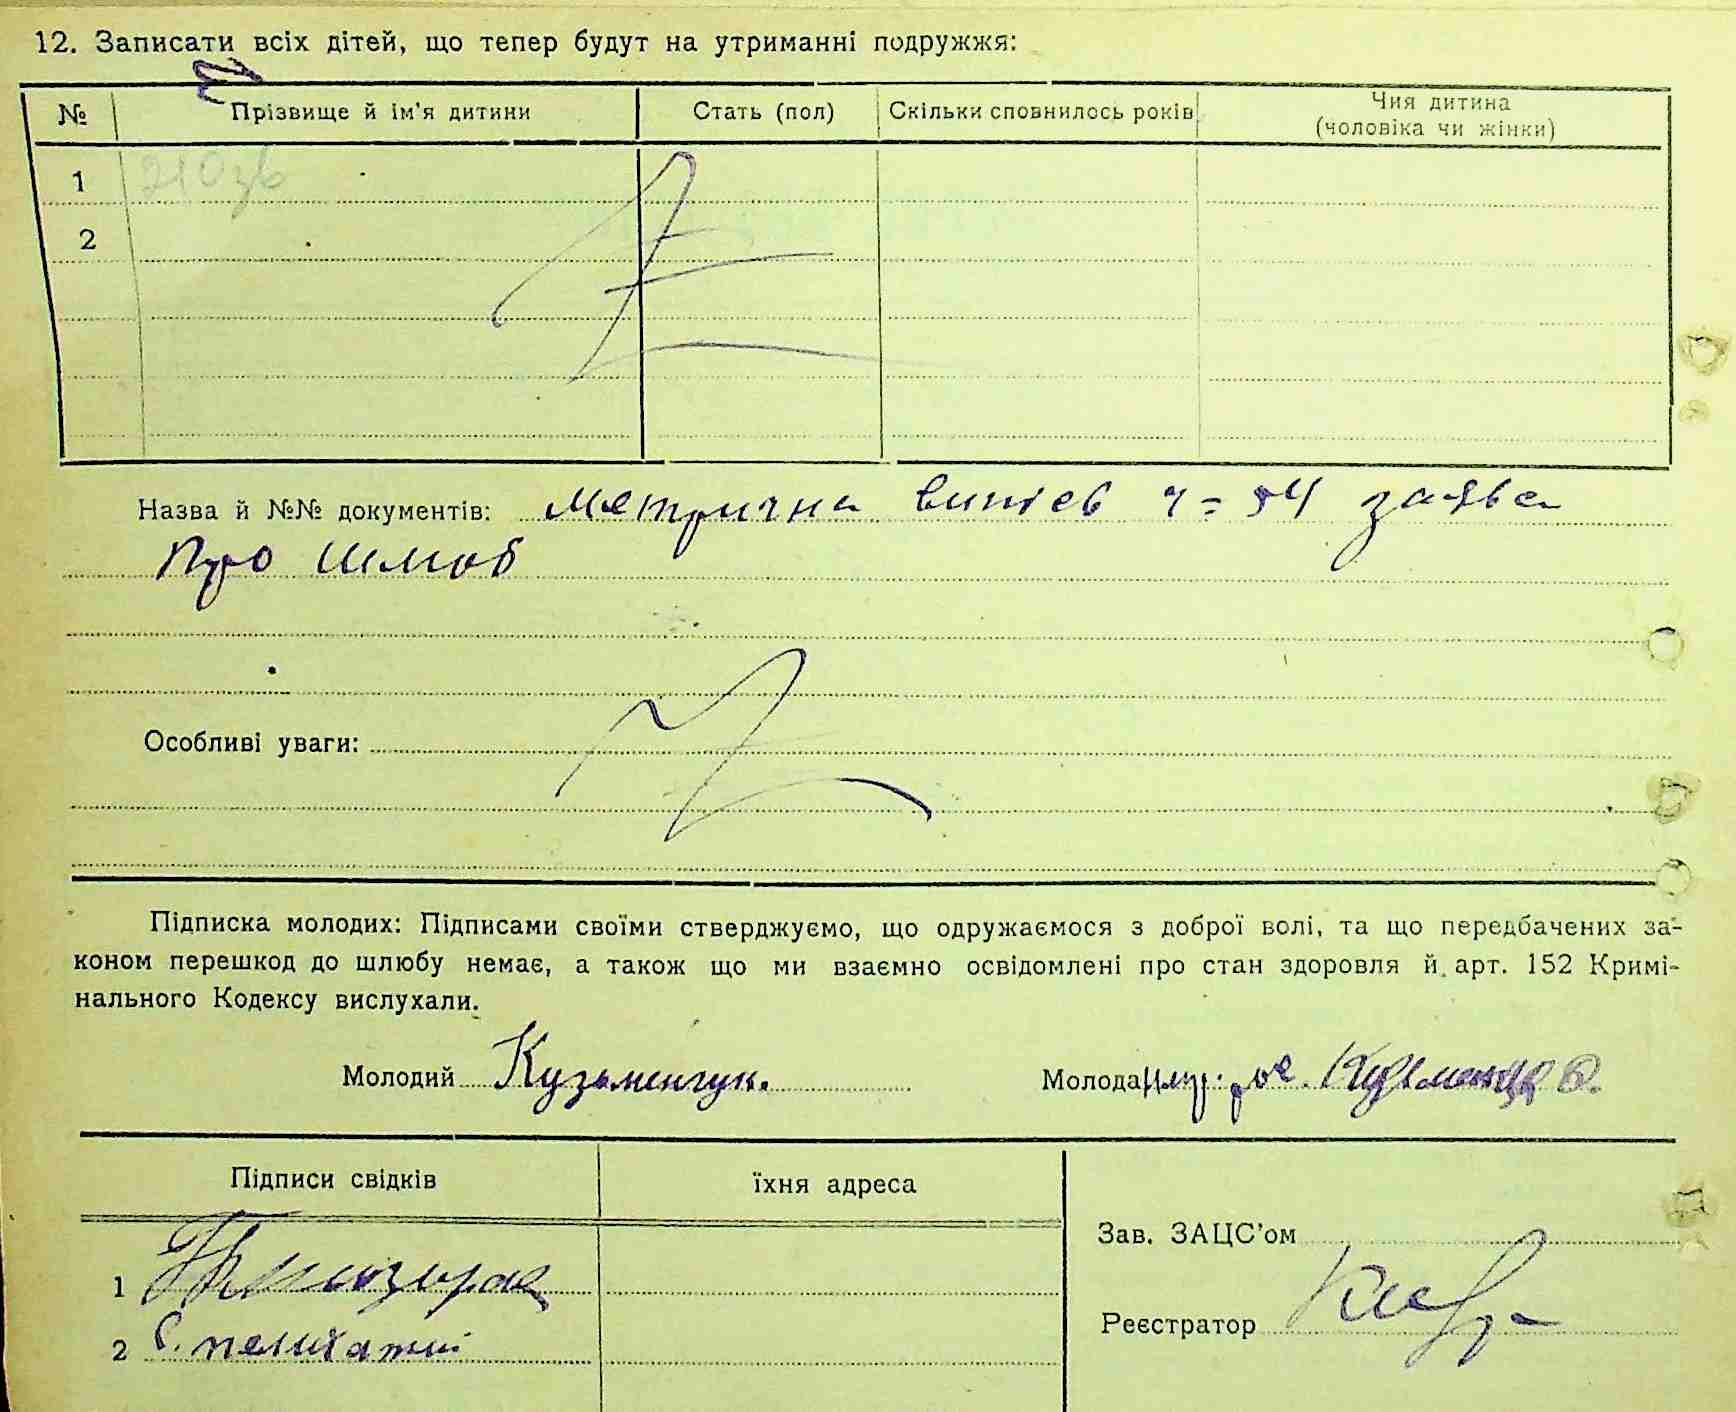 12. Записати всіх дітей, що тепер будут на утриманні подружжя:
№ Прізвище й ім'я дитини Стать (пол) Скільки сповнилось років Чия дитина (чоловіка чи жінки)
1
2
Назва й №№ документів: метрична заява
Про шлюб
Особливі уваги:
Підписка молодих: Підписами своїми стверджуємо, що одружаємося з доброї волі, та що передбачених за-
коном перешкод до шлюбу немає, а також що ми взаємно освідомлені про стан здоровля й арт. 152 Кримі-
нального Кодексу вислухали.
Молодий Кузьменчук. Молода
Підписи свідків їхня адреса
Зав. ЗАЦС'ом
1
Реєстратор
2